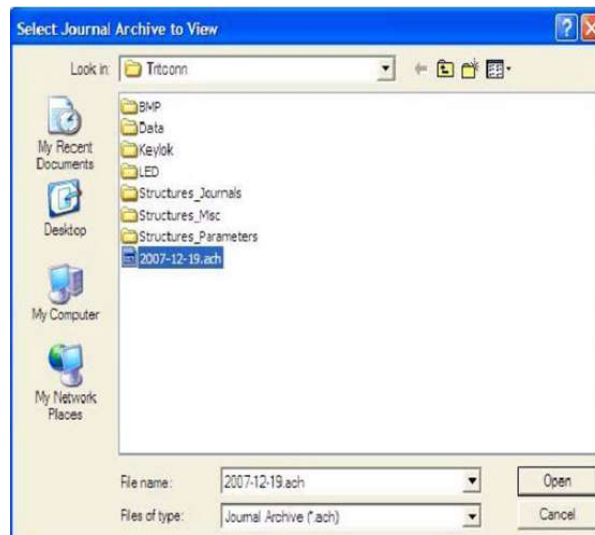 Select Journal Archive to View
Look in: Tritconn
BMP
Data
Keylok
LED
Structures_Journals
Structures_Misc
Structures_Parameters
2007-12-19.ach
My Recent
Documents
Desktop
My Computer
My Network
Places
File name: 2007-12-19.ach Open
Files of type: Journal Archive (*.ach) Cancel